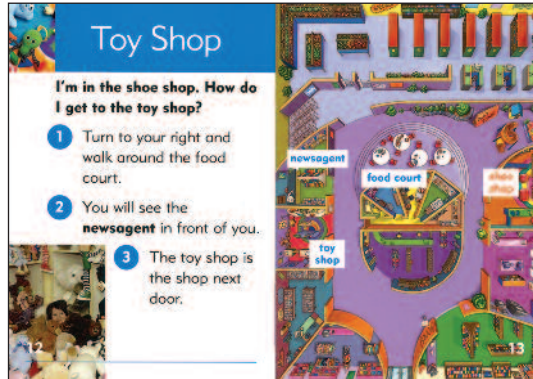 Toy Shop
I'm in the shoe shop. How do
I get to the toy shop?
1 Turn to your right and
walk around the food
court.
2 You will see the
newsagent in front of you.
3 The toy shop is
the shop next
door.
12
newsagent
food court
shoe
shop
toy
shop
13